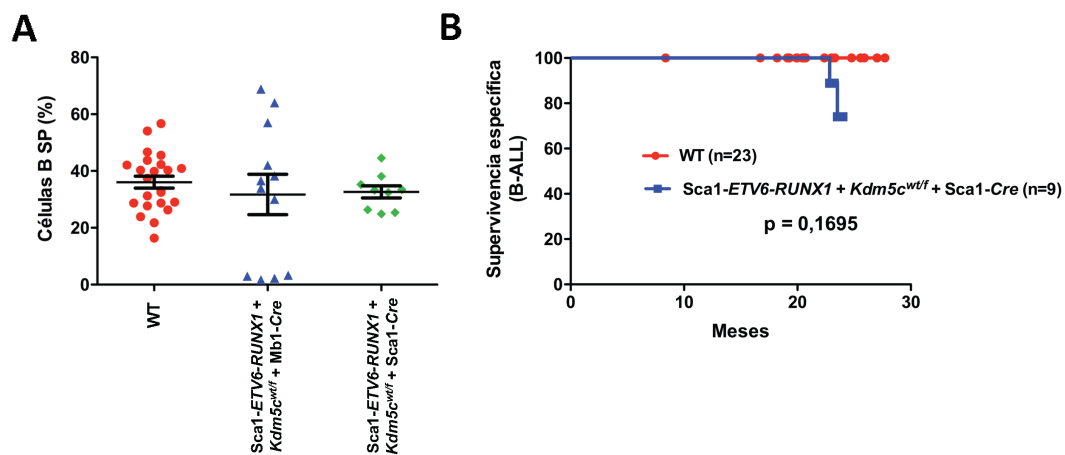 A
Células B SP (%)
80
60
40
20
0
WT
Sca1-ETV6-RUNX1 +
Kdm5cwt/f + Mb1-Cre
Sca1-ETV6-RUNX1 +
Kdm5cwt/f + Sca1-Cre
B
Supervivencia específica
(B-ALL)
100
80
60
40
20
0
0 10 20 30
Meses
WT (n=23)
Sca1-ETV6-RUNX1 + Kdm5cwt/f + Sca1-Cre (n=9)
p = 0,1695